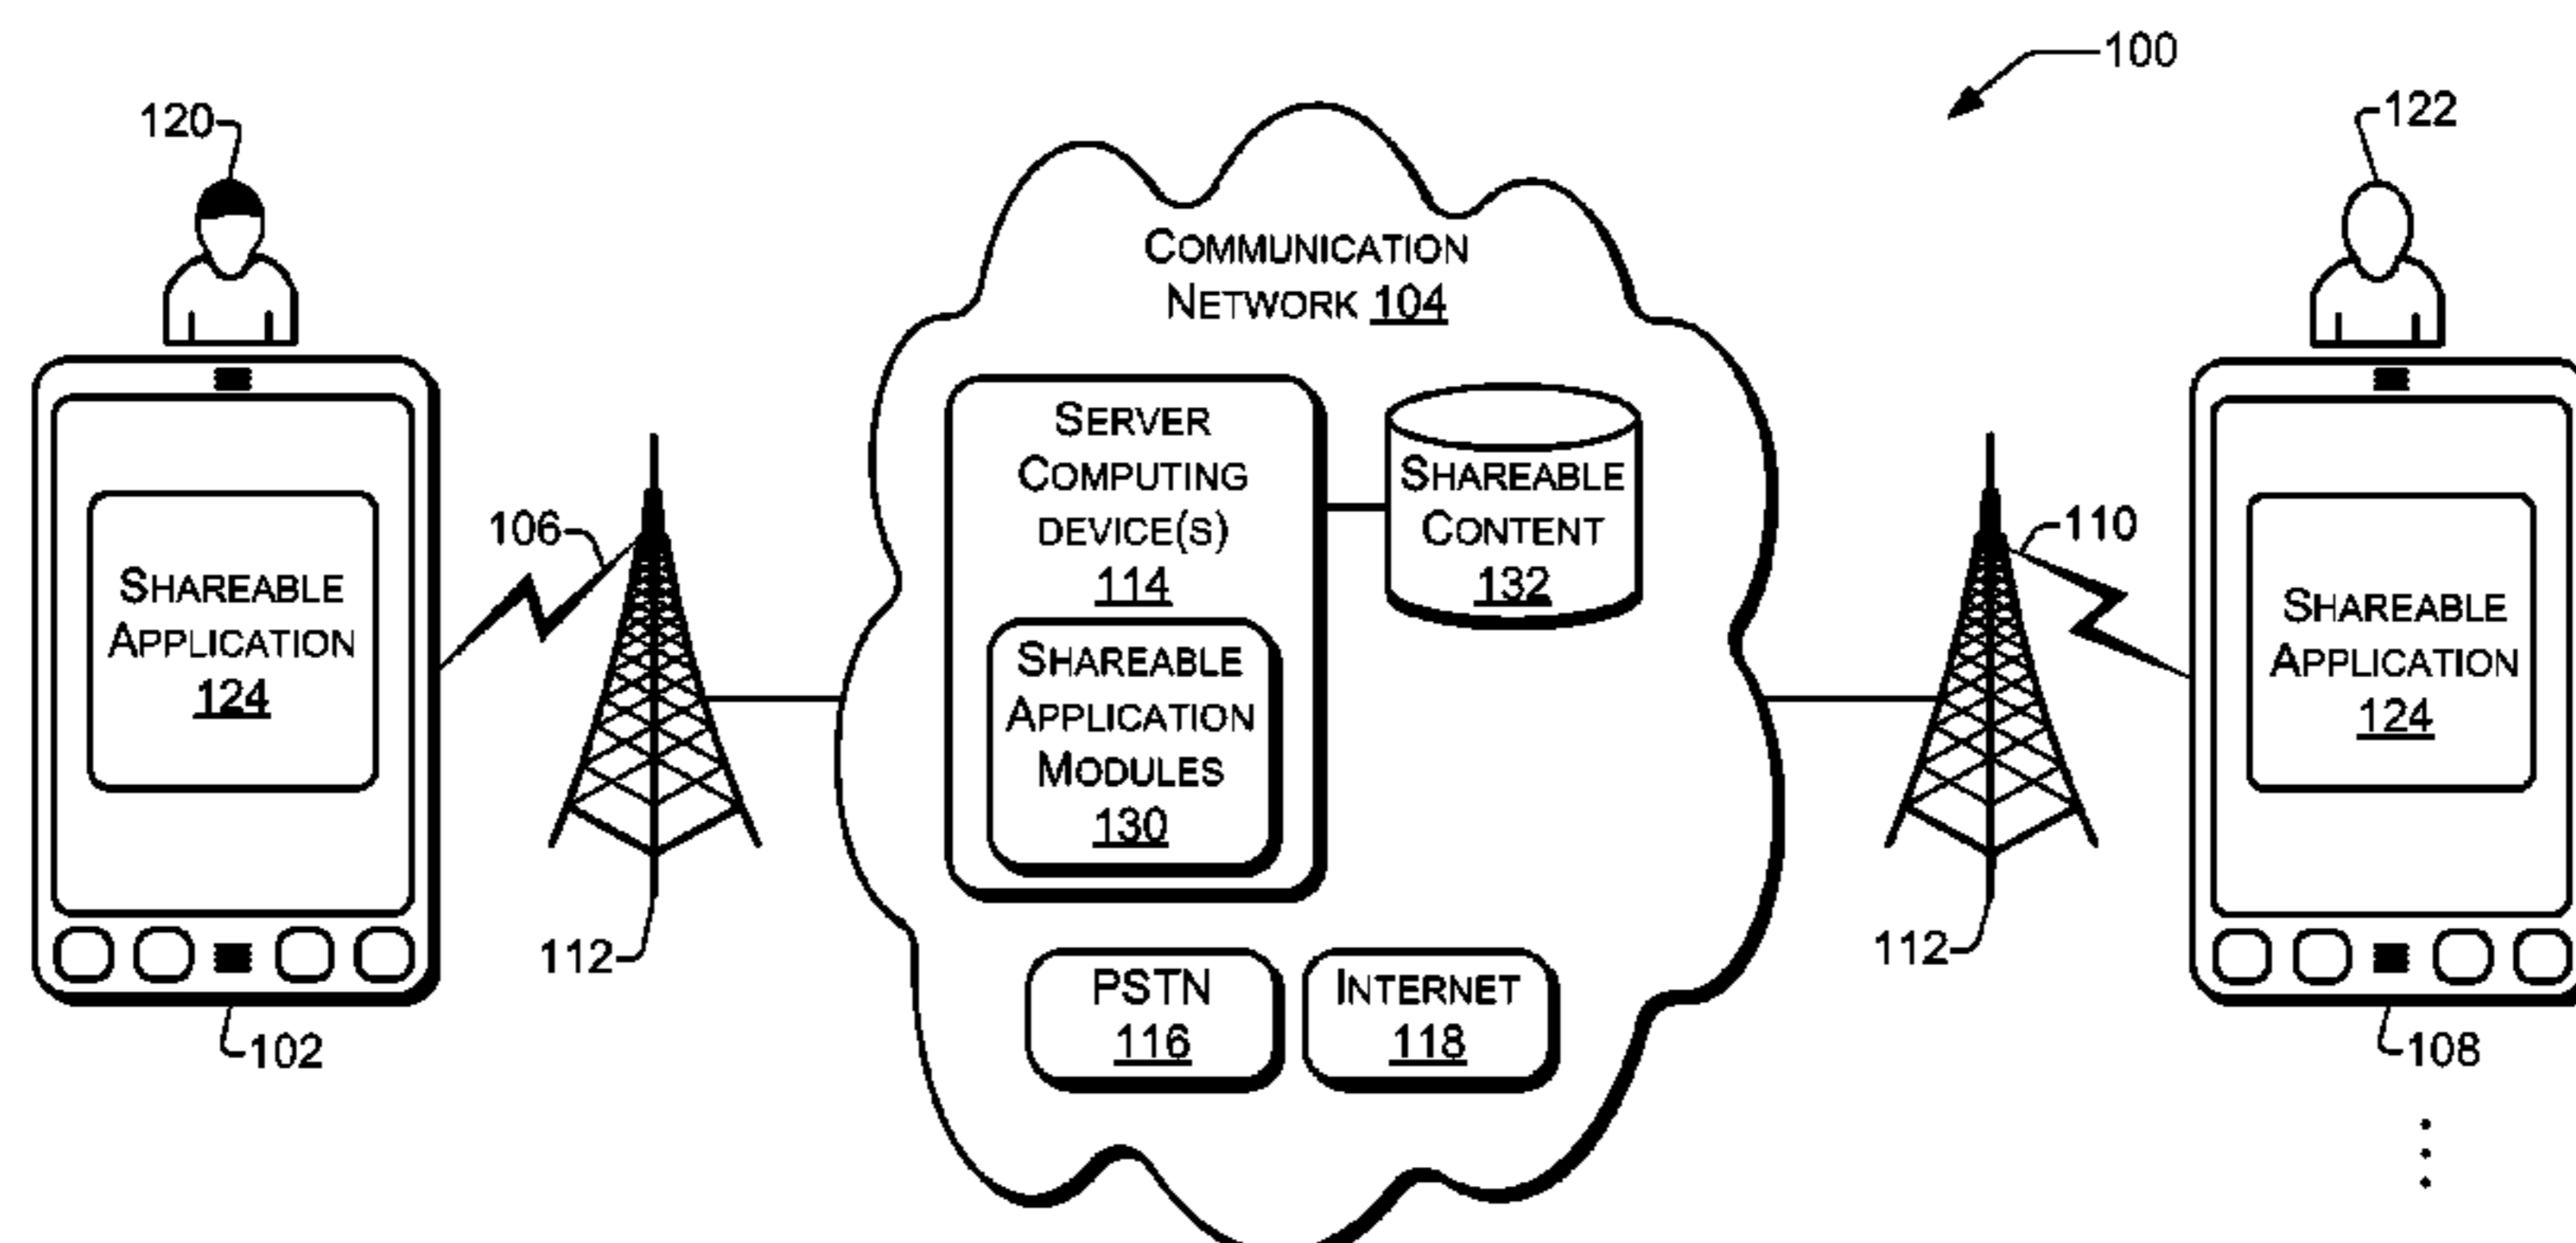 100
120
122
COMMUNICATION
NETWORK 104
SERVER
COMPUTING
DEVICE(S)
114
SHAREABLE
CONTENT
132
106
110
SHAREABLE
APPLICATION
124
SHAREABLE
APPLICATION
MODULES
130
SHAREABLE
APPLICATION
124
112
112
PSTN
116
INTERNET
118
102
108